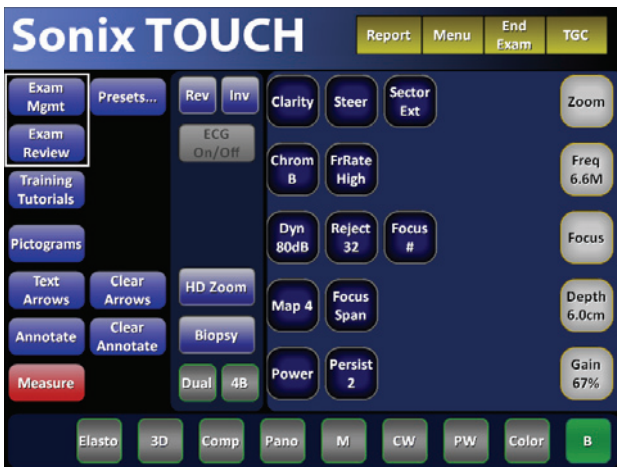 Sonix TOUCH
Report
Menu
End
Exam
TGC
Exam
Mgmt
Presets...
Rev
Inv
Clarity
Steer
Sector
Ext
Zoom
Exam
Review
ECG
On/Off
Training
Tutorials
Chrom
B
FrRate
High
Freq
6.6M
Pictograms
Dyn
80dB
Reject
32
Focus
#
Focus
Text
Arrows
Clear
Arrows
HD Zoom
Map 4
Focus
Span
Depth
6.0cm
Annotate
Clear
Annotate
Biopsy
Measure
Dual
4B
Power
Persist
2
Gain
67%
Elasto
3D
Comp
Pano
M
CW
PW
Color
B